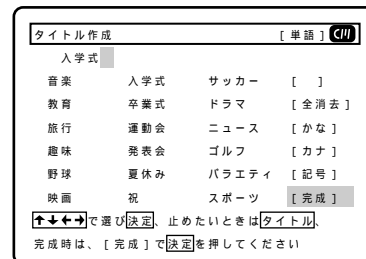 タイトル作成 [単語]
入学式
音楽 入学式 サッカー [ ]
教育 卒業式 ドラマ [全消去]
旅行 運動会 ニュース [かな]
趣味 発表会 ゴルフ [カナ]
野球 夏休み バラエティ [記号]
映画 祝 スポーツ [完成]
↑↓←→で選び決定、止めたいときはタイトル、
完成時は、[完成]で決定を押してください